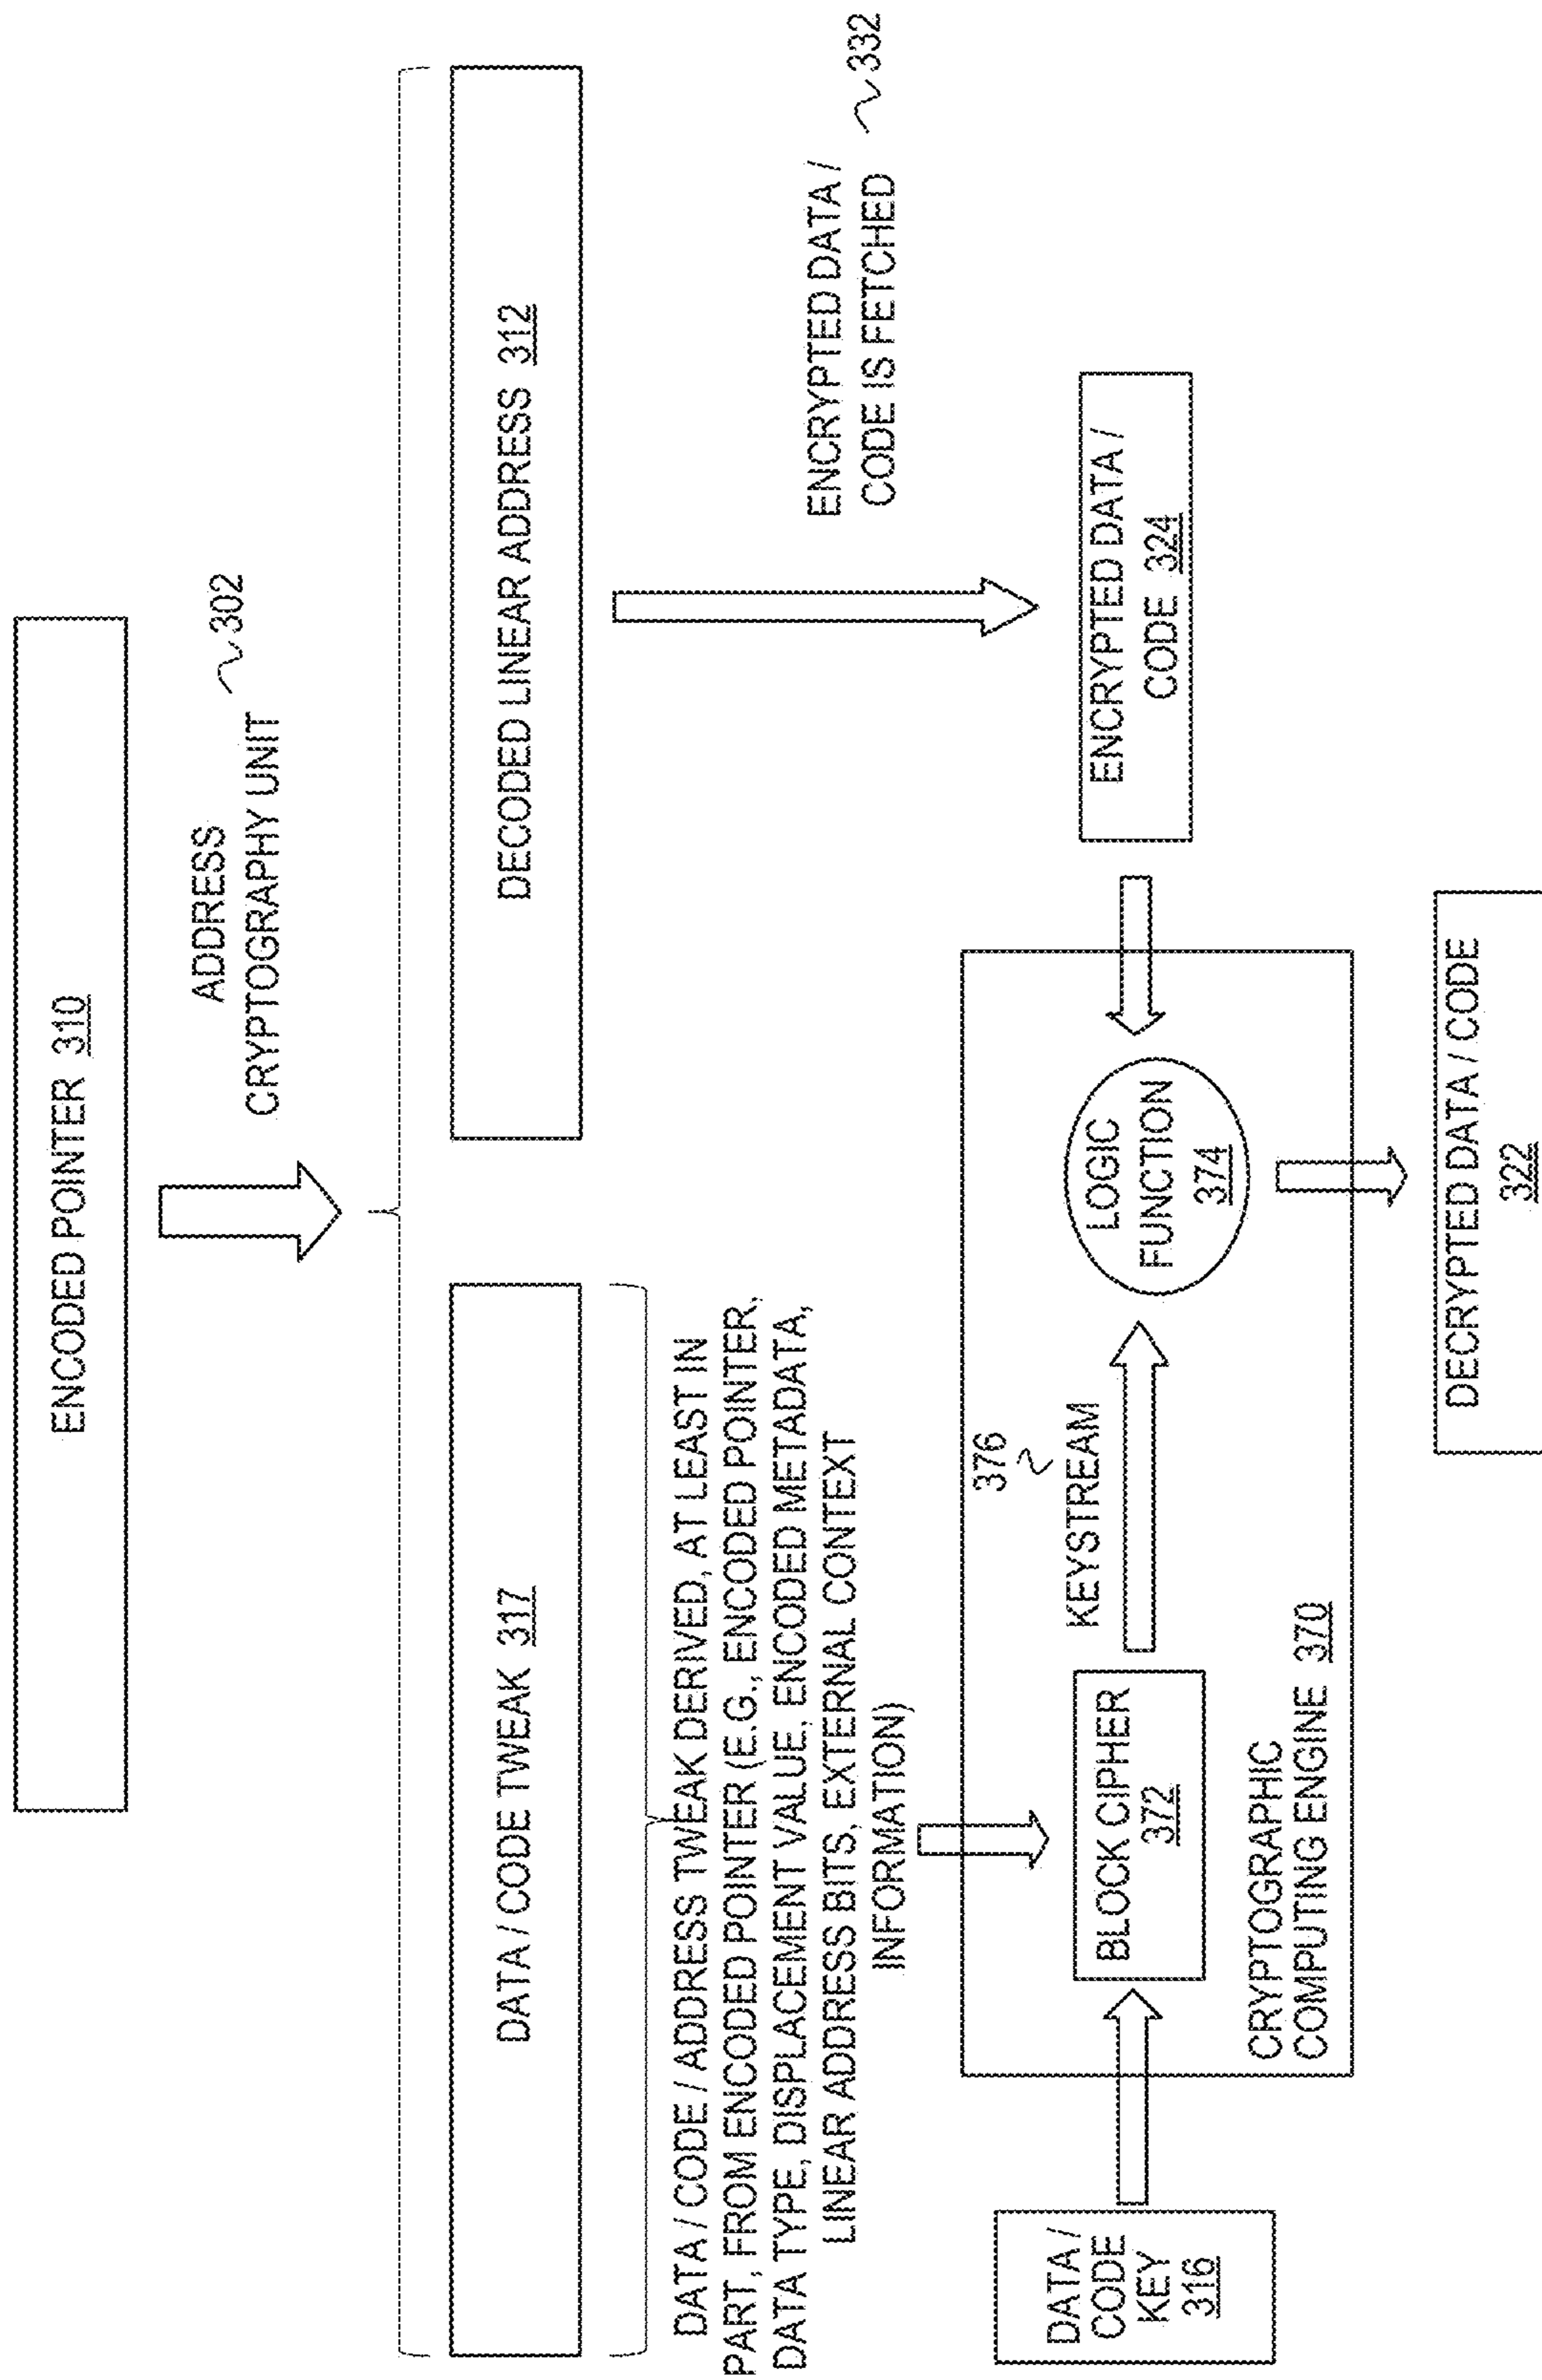 ENCODED POINTER 310
ADDRESS
CRYPTOGRAPHY UNIT
302
DATA / CODE TWEAK 317
DECODED LINEAR ADDRESS 312
DATA / CODE / ADDRESS TWEAK DERIVED, AT LEAST IN
PART, FROM ENCODED POINTER (E.G., ENCODED POINTER,
DATA TYPE, DISPLACEMENT VALUE, ENCODED METADATA,
LINEAR ADDRESS BITS, EXTERNAL CONTEXT
INFORMATION)
ENCRYPTED DATA /
CODE IS FETCHED
332
DATA /
CODE
KEY
316
BLOCK CIPHER
372
376
KEYSTREAM
LOGIC
FUNCTION
374
CRYPTOGRAPHIC
COMPUTING ENGINE 370
ENCRYPTED DATA /
CODE 324
DECRYPTED DATA / CODE
322